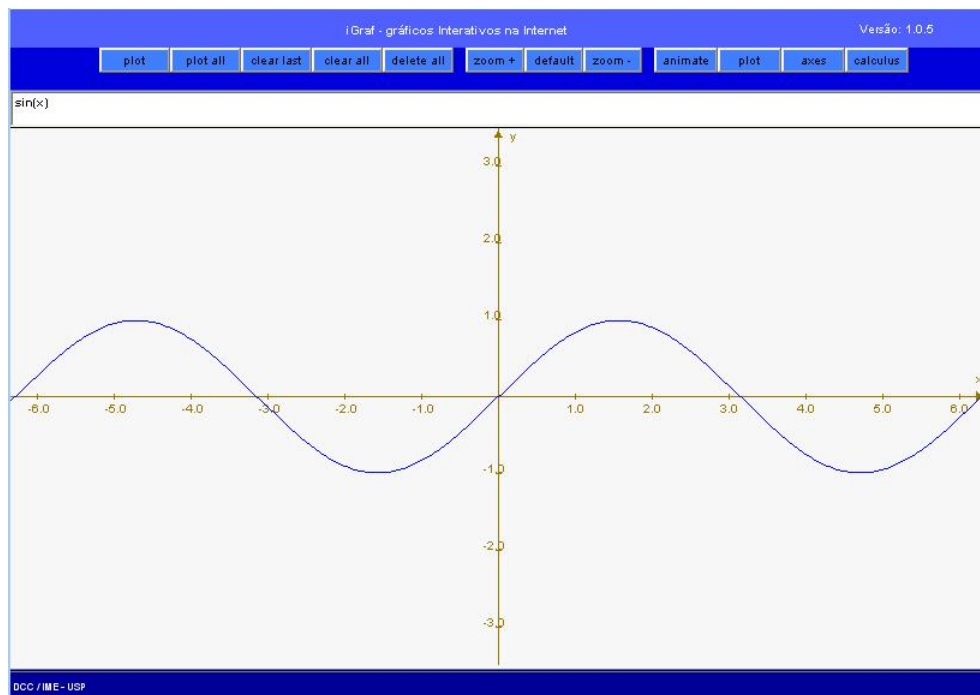 iGraf - gráficos Interativos na Internet Versão: 1.0.5
plot plot all clear last clear all delete all zoom + default zoom - animate plot axes calculus
sin(x)
y
3.0
2.0
1.0
x
-6.0 -5.0 -4.0 -3.0 -2.0 -1.0 1.0 2.0 3.0 4.0 5.0 6.0
-1.0
-2.0
-3.0
DCC / IME - USP